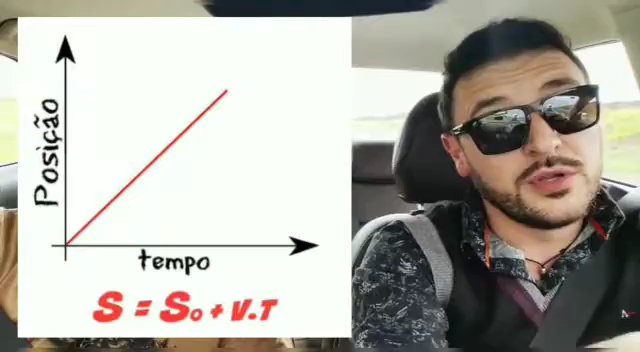 Posição
tempo
S = S₀ + V.T